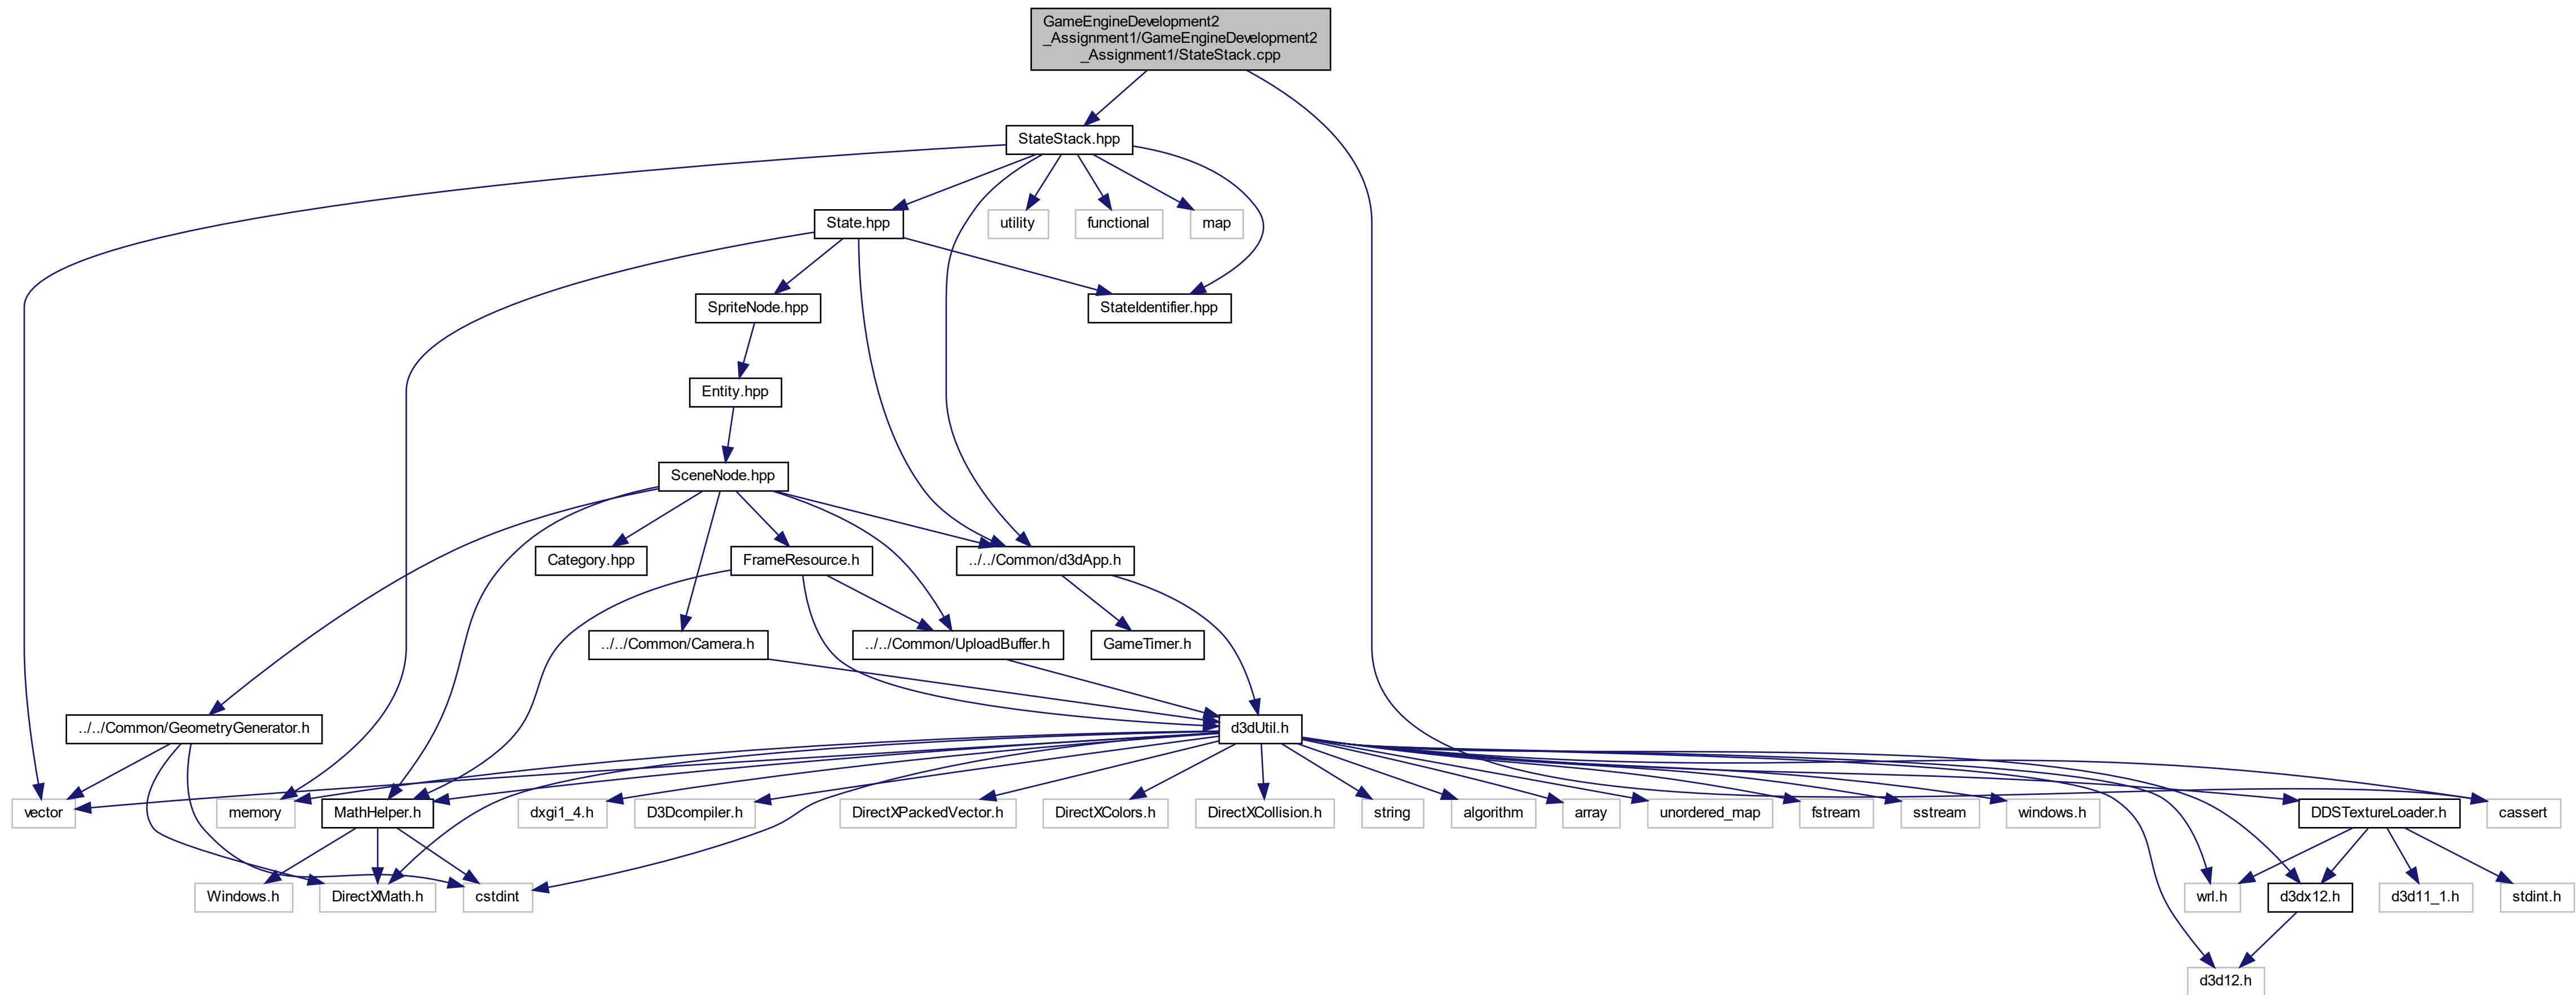 GameEngineDevelopment2
_Assignment1/GameEngineDevelopment2
_Assignment1/StateStack.cpp
StateStack.hpp
State.hpp
utility
functional
map
SpriteNode.hpp
StateIdentifier.hpp
Entity.hpp
SceneNode.hpp
Category.hpp
FrameResource.h
../../Common/d3dApp.h
../../Common/Camera.h
../../Common/UploadBuffer.h
GameTimer.h
../../Common/GeometryGenerator.h
d3dUtil.h
vector
memory
MathHelper.h
dxgi1_4.h
D3Dcompiler.h
DirectXPackedVector.h
DirectXColors.h
DirectXCollision.h
string
algorithm
array
unordered_map
fstream
sstream
windows.h
DDSTextureLoader.h
cassert
Windows.h
DirectXMath.h
cstdint
wrl.h
d3dx12.h
d3d11_1.h
stdint.h
d3d12.h